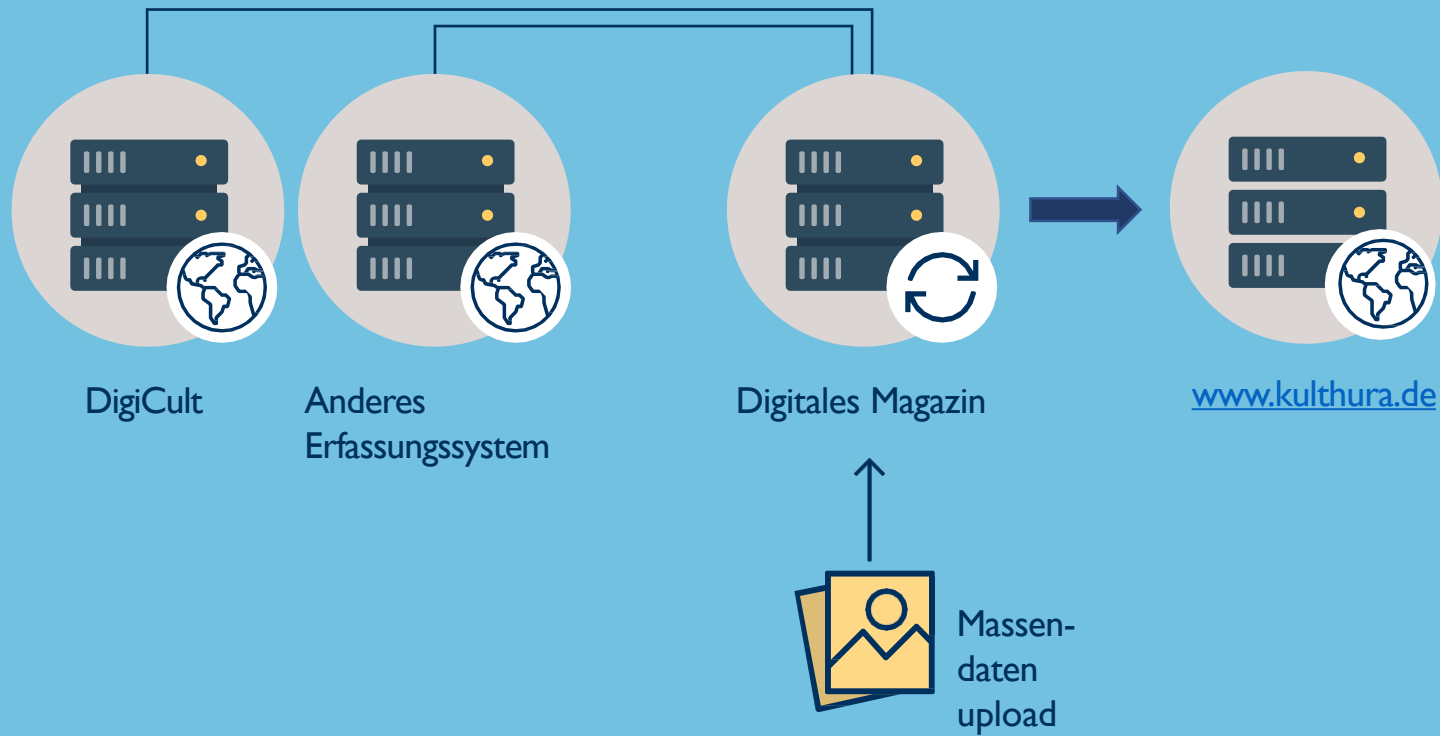 DigiCult
Anderes
Erfassungssystem
Digitales Magazin
www.kulthura.de
Massen-
daten
upload